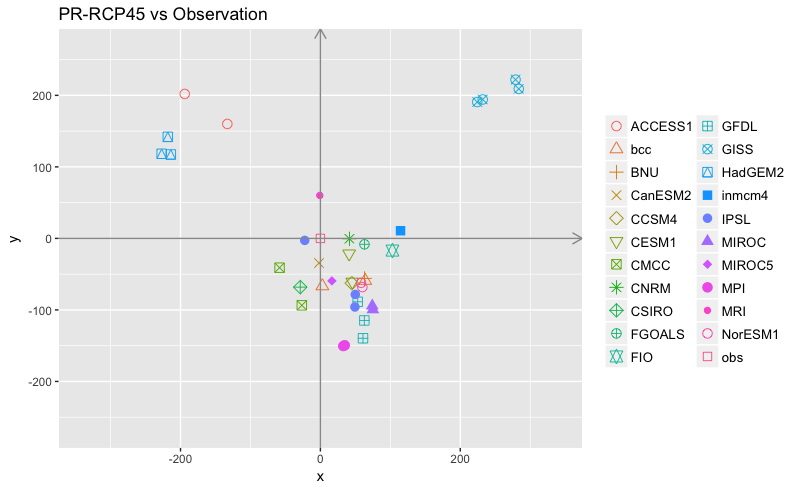 PR-RCP45 vs Observation
y
200
100
0
-100
-200
-200
0
200
x
ACCESS1
bcc
BNU
CanESM2
CCSM4
CESM1
CMCC
CNRM
CSIRO
FGOALS
FIO
GFDL
GISS
HadGEM2
inmcm4
IPSL
MIROC
MIROC5
MPI
MRI
NorESM1
obs